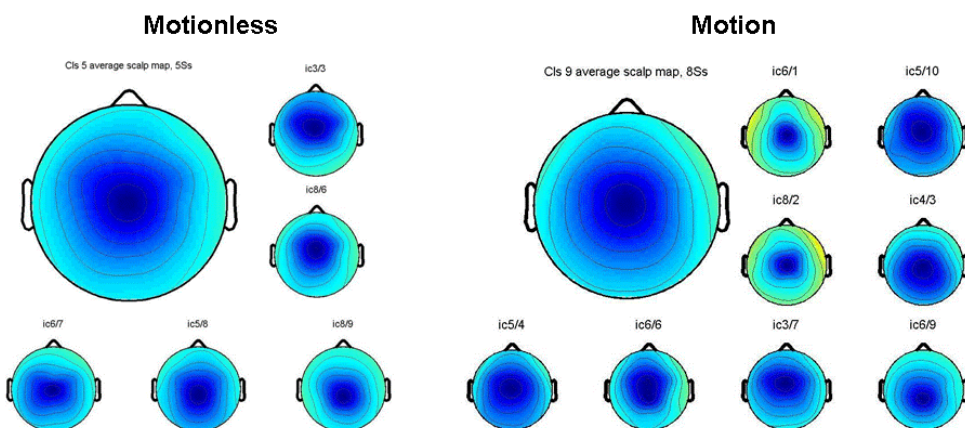 Motionless
Motion
Cls 5 average scalp map, 5Ss
ic3/3
ic8/6
ic6/7
ic5/8
ic8/9
Cls 9 average scalp map, 8Ss
ic6/1
ic5/10
ic8/2
ic4/3
ic5/4
ic6/6
ic3/7
ic6/9